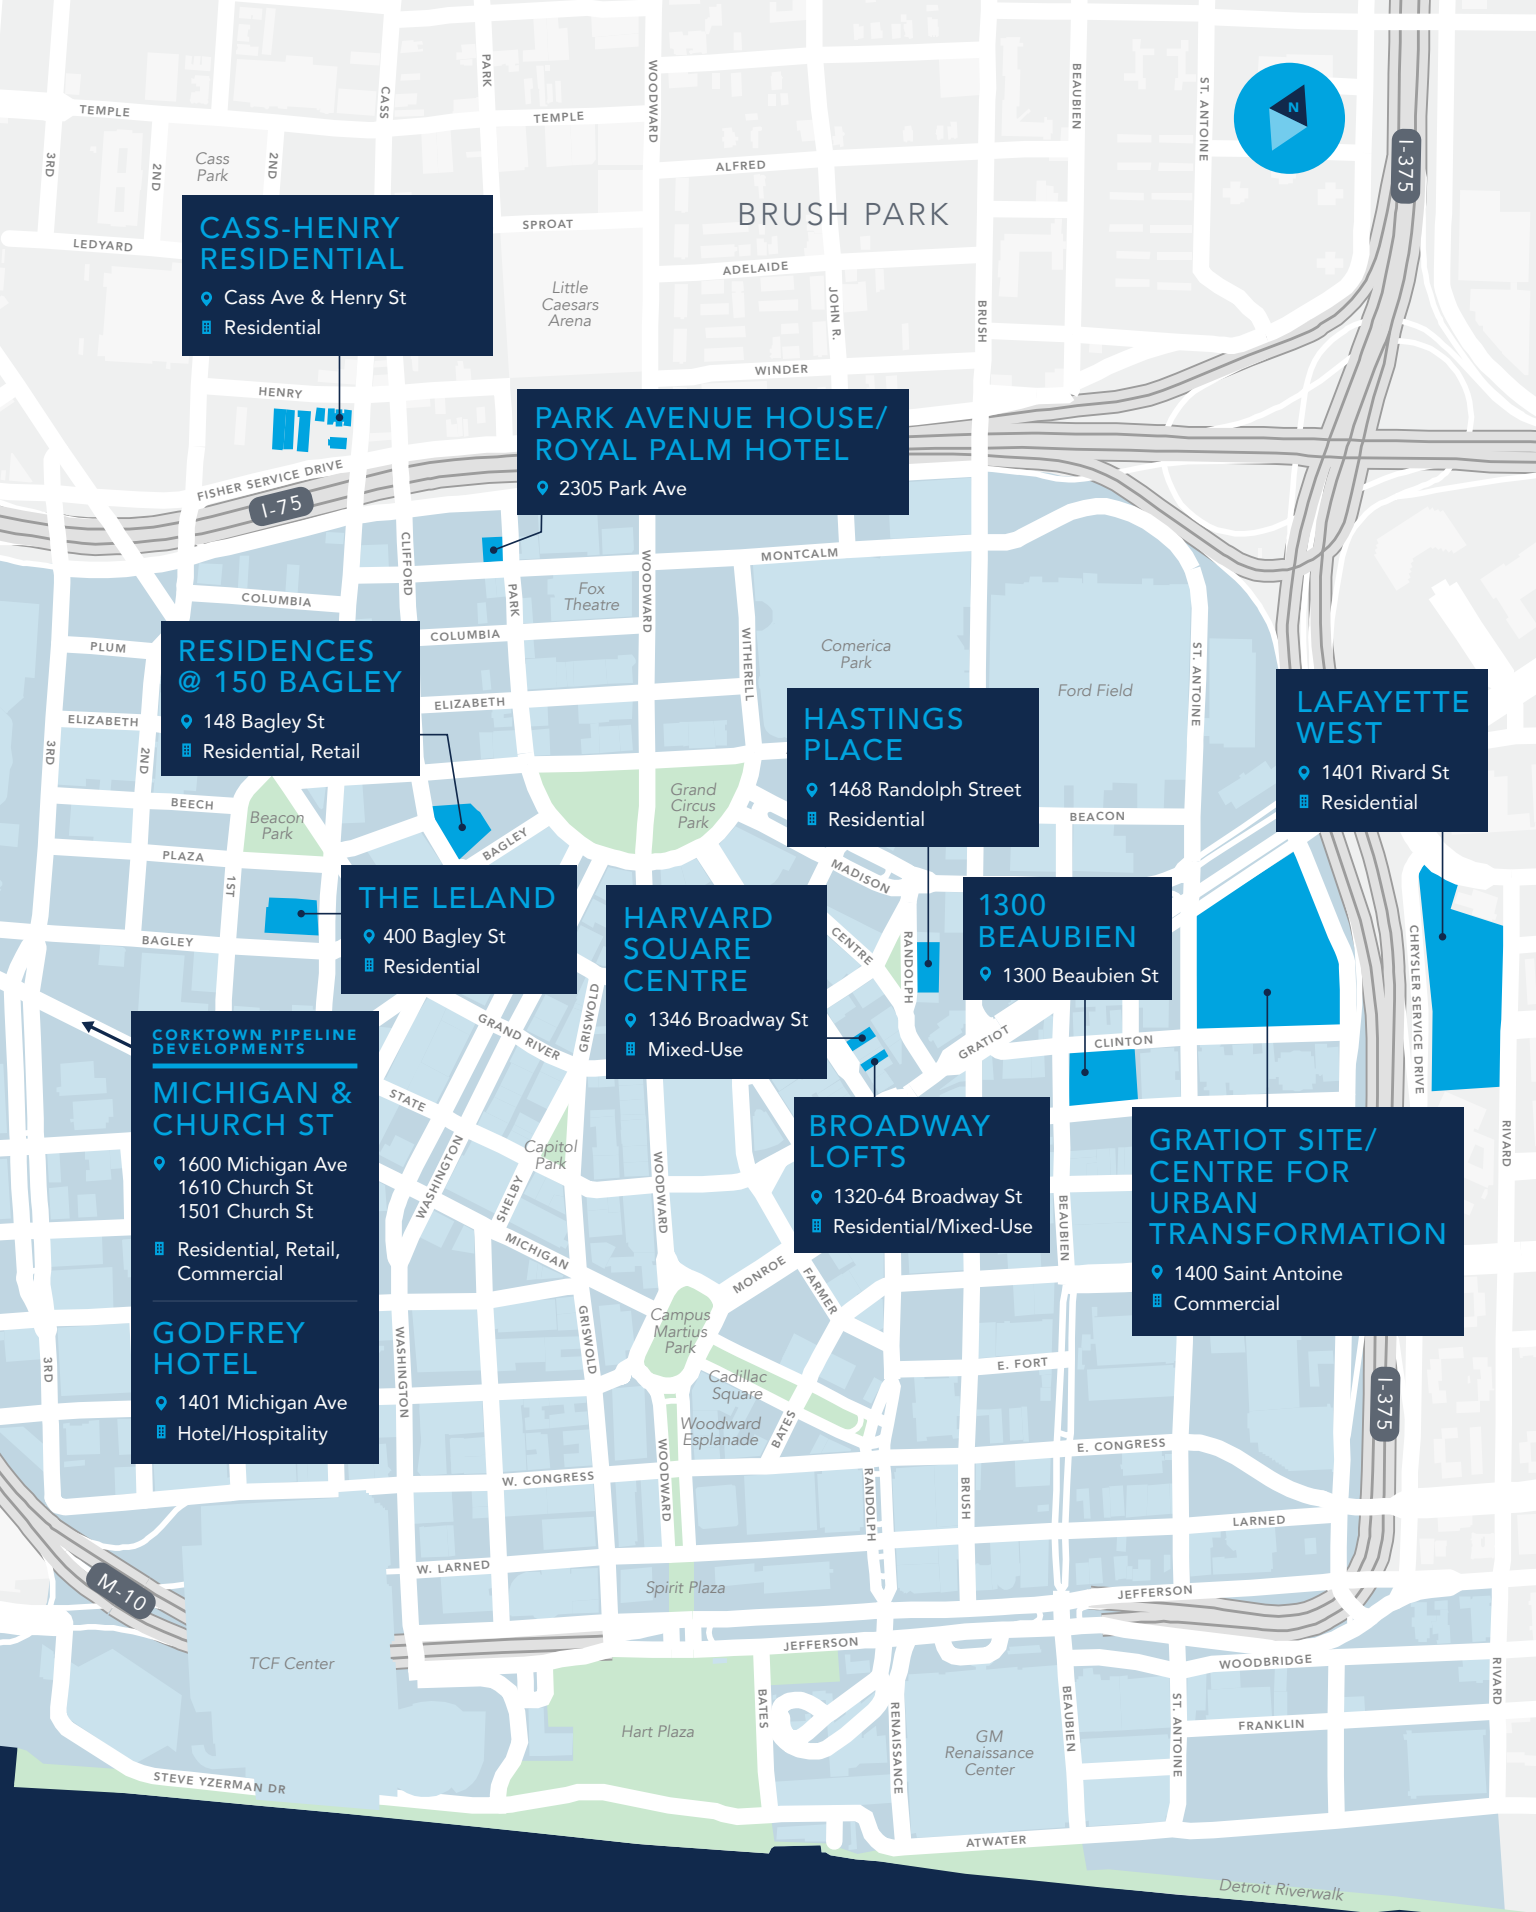 PARK
CASS
WOODWARD
BEAUBIEN
ST. ANTOINE
N
TEMPLE
TEMPLE
I-375
3RD
2ND
Cass
Park
2ND
ALFRED
CASS-HENRY
RESIDENTIAL
Cass Ave & Henry St
Residential
SPROAT
BRUSH PARK
LEDYARD
ADELAIDE
Little
Caesars
Arena
JOHN R.
BRUSH
WINDER
HENRY
PARK AVENUE HOUSE/
ROYAL PALM HOTEL
2305 Park Ave
FISHER SERVICE DRIVE
I-75
CLIFFORD
MONTCALM
WOODWARD
PARK
Fox
Theatre
COLUMBIA
COLUMBIA
PLUM
WITHERELL
Comerica
Park
ST. ANTOINE
Ford Field
RESIDENCES
@ 150 BAGLEY
148 Bagley St
Residential, Retail
ELIZABETH
ELIZABETH
3RD
2ND
HASTINGS
PLACE
1468 Randolph Street
Residential
LAFAYETTE
WEST
1401 Rivard St
Residential
BEECH
Beacon
Park
Grand
Circus
Park
BEACON
BAGLEY
PLAZA
1ST
MADISON
THE LELAND
400 Bagley St
Residential
HARVARD
SQUARE
CENTRE
1346 Broadway St
Mixed-Use
1300
BEAUBIEN
1300 Beaubien St
CENTRE
RANDOLPH
BAGLEY
CHRYSLER SERVICE DRIVE
GRISWOLD
GRAND RIVER
GRATIOT
CLINTON
CORKTOWN PIPELINE
DEVELOPMENTS
MICHIGAN &
CHURCH ST
1600 Michigan Ave
1610 Church St
1501 Church St
Residential, Retail,
Commercial
GODFREY
HOTEL
1401 Michigan Ave
Hotel/Hospitality
STATE
WASHINGTON
Capitol
Park
SHELBY
WOODWARD
BROADWAY
LOFTS
1320-64 Broadway St
Residential/Mixed-Use
GRATIOT SITE/
CENTRE FOR
URBAN
TRANSFORMATION
1400 Saint Antoine
Commercial
RIVARD
BEAUBIEN
MICHIGAN
MONROE
FARMER
Campus
Martius
Park
GRISWOLD
WASHINGTON
3RD
E. FORT
Cadillac
Square
Woodward
Esplanade
BATES
I-375
E. CONGRESS
W. CONGRESS
WOODWARD
RANDOLPH
BRUSH
LARNED
W. LARNED
M-10
Spirit Plaza
JEFFERSON
JEFFERSON
TCF Center
WOODBRIDGE
RIVARD
BATES
Hart Plaza
RENAISSANCE
GM
Renaissance
Center
BEAUBIEN
ST. ANTOINE
FRANKLIN
STEVE YZERMAN DR
ATWATER
Detroit Riverwalk